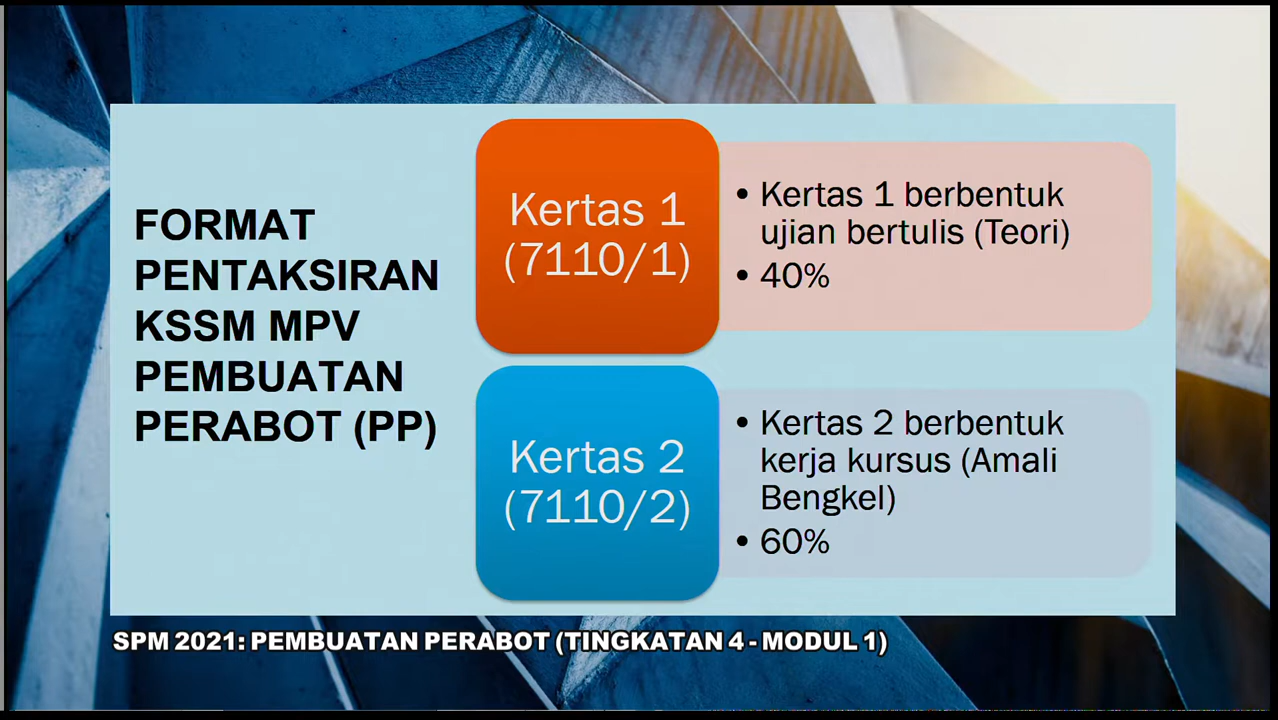 FORMAT
PENTAKSIRAN
KSSM MPV
PEMBUATAN
PERABOT (PP)
Kertas 1
(7110/1)
• Kertas 1 berbentuk
ujian bertulis (Teori)
• 40%
Kertas 2
(7110/2)
• Kertas 2 berbentuk
kerja kursus (Amali
Bengkel)
• 60%
SPM 2021: PEMBUATAN PERABOT (TINGKATAN 4 - MODUL 1)